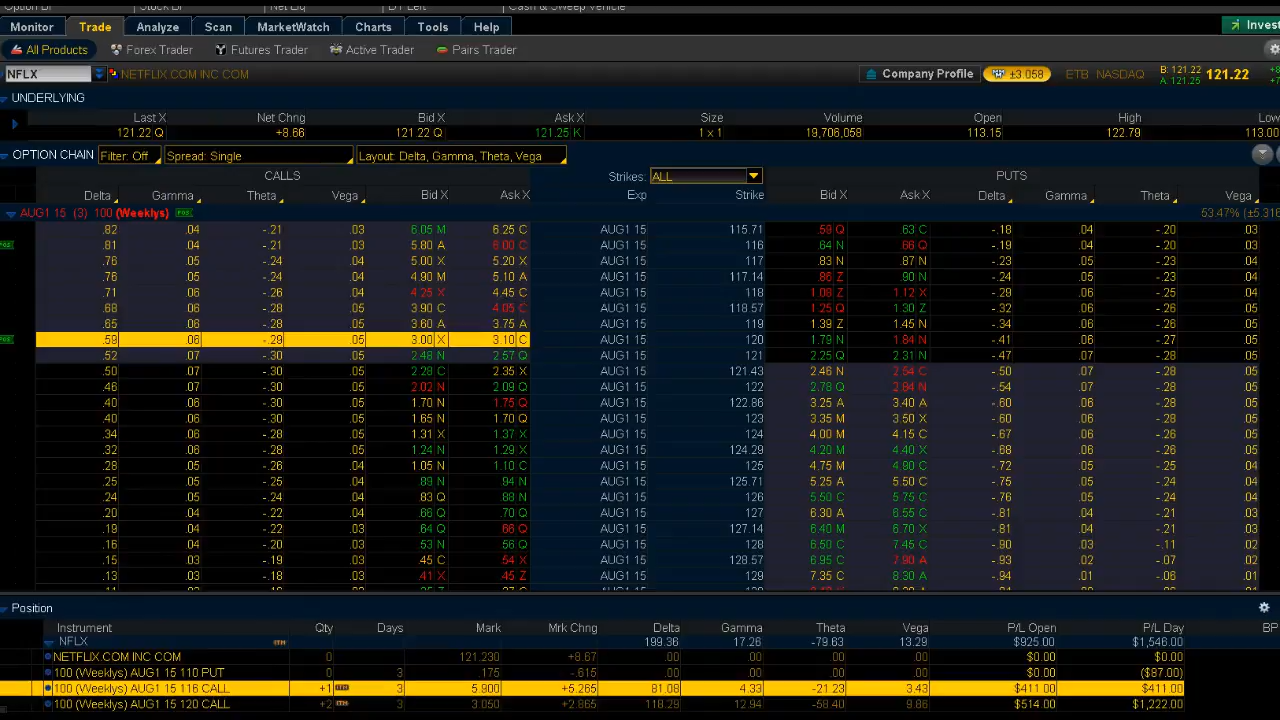 Monitor Trade Analyze Scan MarketWatch Charts Tools Help Invest
All Products Forex Trader Futures Trader Active Trader Pairs Trader
NFLX NETFLIX COM INC COM Company Profile ±3.058 ETB NASDAQ B: 121.22 A: 121.25 121.22
UNDERLYING
Last X Net Chng Bid X Ask X Size Volume Open High Low
121.22 Q +8.66 121.22 Q 121.25 K 1 x 1 19,706,058 113.15 122.79 113.00
OPTION CHAIN Filter: Off Spread: Single Layout: Delta, Gamma, Theta, Vega
CALLS Strikes: ALL PUTS
Delta Gamma Theta Vega Bid X Ask X Exp Strike Bid X Ask X Delta Gamma Theta Vega
AUG1 15 (3) 100 (Weeklys) 53.47% (±5.316
.82 .04 -.21 .03 6.05 M 6.25 C AUG1 15 115.71 .59 Q .63 C -.18 .04 -.20 .03
.81 .04 -.21 .03 5.80 A 6.00 C AUG1 15 116 .64 N .66 Q -.19 .04 -.20 .03
.76 .05 -.24 .04 5.00 X 5.20 X AUG1 15 117 .83 N .87 N -.23 .05 -.23 .04
.76 .05 -.24 .04 4.90 M 5.10 A AUG1 15 117.14 .86 Z .90 N -.24 .05 -.23 .04
.71 .06 -.26 .04 4.25 X 4.45 C AUG1 15 118 1.08 Z 1.12 X -.29 .06 -.25 .04
.68 .06 -.28 .04 3.90 C 4.05 C AUG1 15 118.57 1.25 Q 1.30 Z -.32 .06 -.26 .04
.65 .06 -.28 .05 3.60 A 3.75 A AUG1 15 119 1.39 Z 1.45 N -.34 .06 -.26 .05
.59 .06 -.29 .05 3.00 X 3.10 C AUG1 15 120 1.79 N 1.84 N -.41 .06 -.27 .05
.52 .07 -.30 .05 2.48 N 2.57 Q AUG1 15 121 2.25 Q 2.31 N -.47 .07 -.28 .05
.50 .07 -.30 .05 2.28 C 2.35 X AUG1 15 121.43 2.46 N 2.54 C -.50 .07 -.28 .05
.46 .07 -.30 .05 2.02 N 2.09 Q AUG1 15 122 2.78 Q 2.84 N -.54 .07 -.28 .05
.40 .06 -.30 .05 1.70 N 1.75 Q AUG1 15 122.86 3.25 A 3.40 A -.60 .06 -.28 .05
.40 .06 -.30 .05 1.65 N 1.70 Q AUG1 15 123 3.35 M 3.50 X -.60 .06 -.28 .05
.34 .06 -.28 .05 1.31 X 1.37 X AUG1 15 124 4.00 M 4.15 C -.67 .06 -.26 .05
.32 .06 -.28 .04 1.24 N 1.29 X AUG1 15 124.29 4.20 M 4.40 X -.68 .06 -.26 .04
.28 .05 -.26 .04 1.05 N 1.10 C AUG1 15 125 4.75 M 4.90 C -.72 .05 -.25 .04
.25 .05 -.24 .04 .89 N .94 N AUG1 15 125.71 5.25 A 5.50 C -.75 .05 -.24 .04
.24 .05 -.24 .04 .83 Q .88 N AUG1 15 126 5.50 C 5.75 C -.76 .05 -.24 .04
.20 .04 -.22 .04 .66 Q .70 Q AUG1 15 127 6.30 A 6.55 C -.81 .04 -.21 .03
.19 .04 -.22 .03 .64 Q .66 Q AUG1 15 127.14 6.40 M 6.70 X -.81 .04 -.21 .03
.16 .04 -.20 .03 .53 N .56 Q AUG1 15 128 6.50 C 7.45 C -.90 .03 -.11 .02
.15 .03 -.19 .03 .45 C .54 X AUG1 15 128.57 6.95 C 7.90 A -.93 .02 -.07 .02
.13 .03 -.18 .03 .41 X .45 Z AUG1 15 129 7.35 C 8.30 A -.94 .01 -.06 .01
Position
Instrument Qty Days Mark Mrk Chng Delta Gamma Theta Vega P/L Open P/L Day BP
NFLX 199.36 17.26 -79.63 13.29 $925.00 $1,546.00
NETFLIX COM INC COM 0 121.230 +8.67 .00 .00 .00 .00 $0.00 $0.00
100 (Weeklys) AUG1 15 110 PUT 0 3 .175 -.615 .00 .00 .00 .00 $0.00 ($87.00)
100 (Weeklys) AUG1 15 116 CALL +1 3 5.800 +5.265 81.08 4.33 -21.23 3.43 $411.00 $411.00
100 (Weeklys) AUG1 15 120 CALL +2 3 3.050 +2.865 118.29 12.94 -58.40 9.86 $514.00 $1,222.00